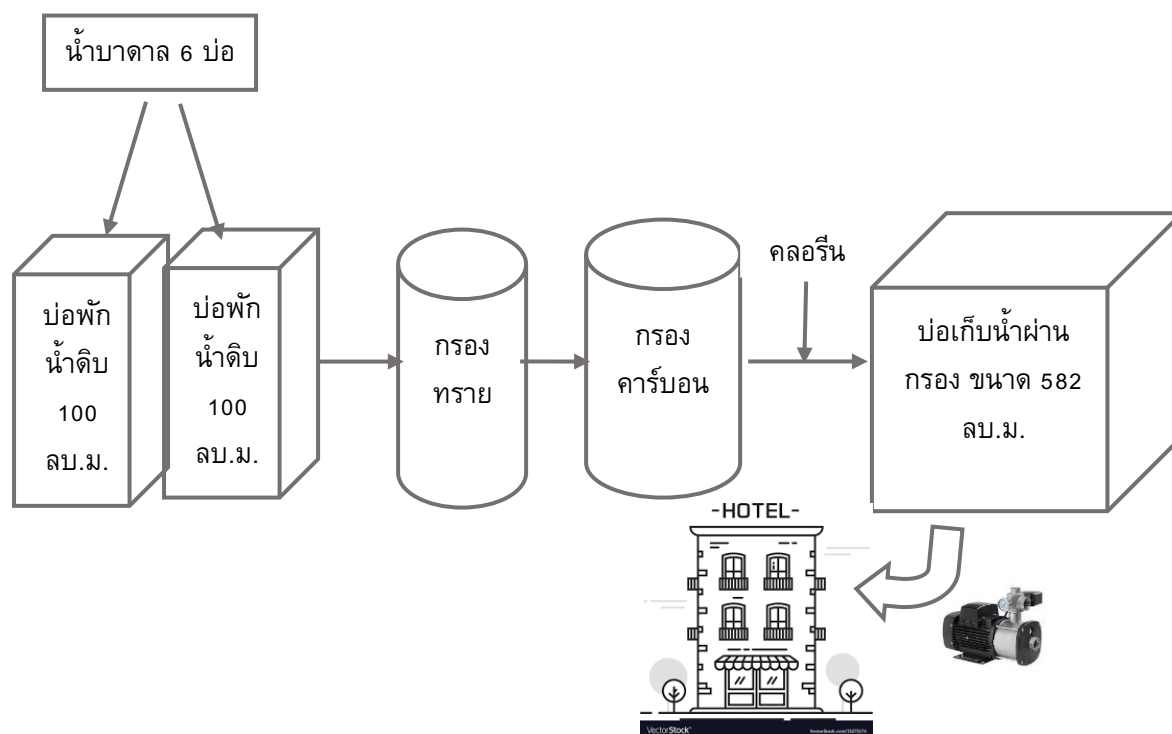 น้ำบาดาล 6 บ่อ
บ่อพัก
น้ำดิบ
100
ลบ.ม.
บ่อพัก
น้ำดิบ
100
ลบ.ม.
กรอง
ทราย
กรอง
คาร์บอน
คลอรีน
บ่อเก็บน้ำผ่าน
กรอง ขนาด 582
ลบ.ม.
-HOTEL-
VectorStock